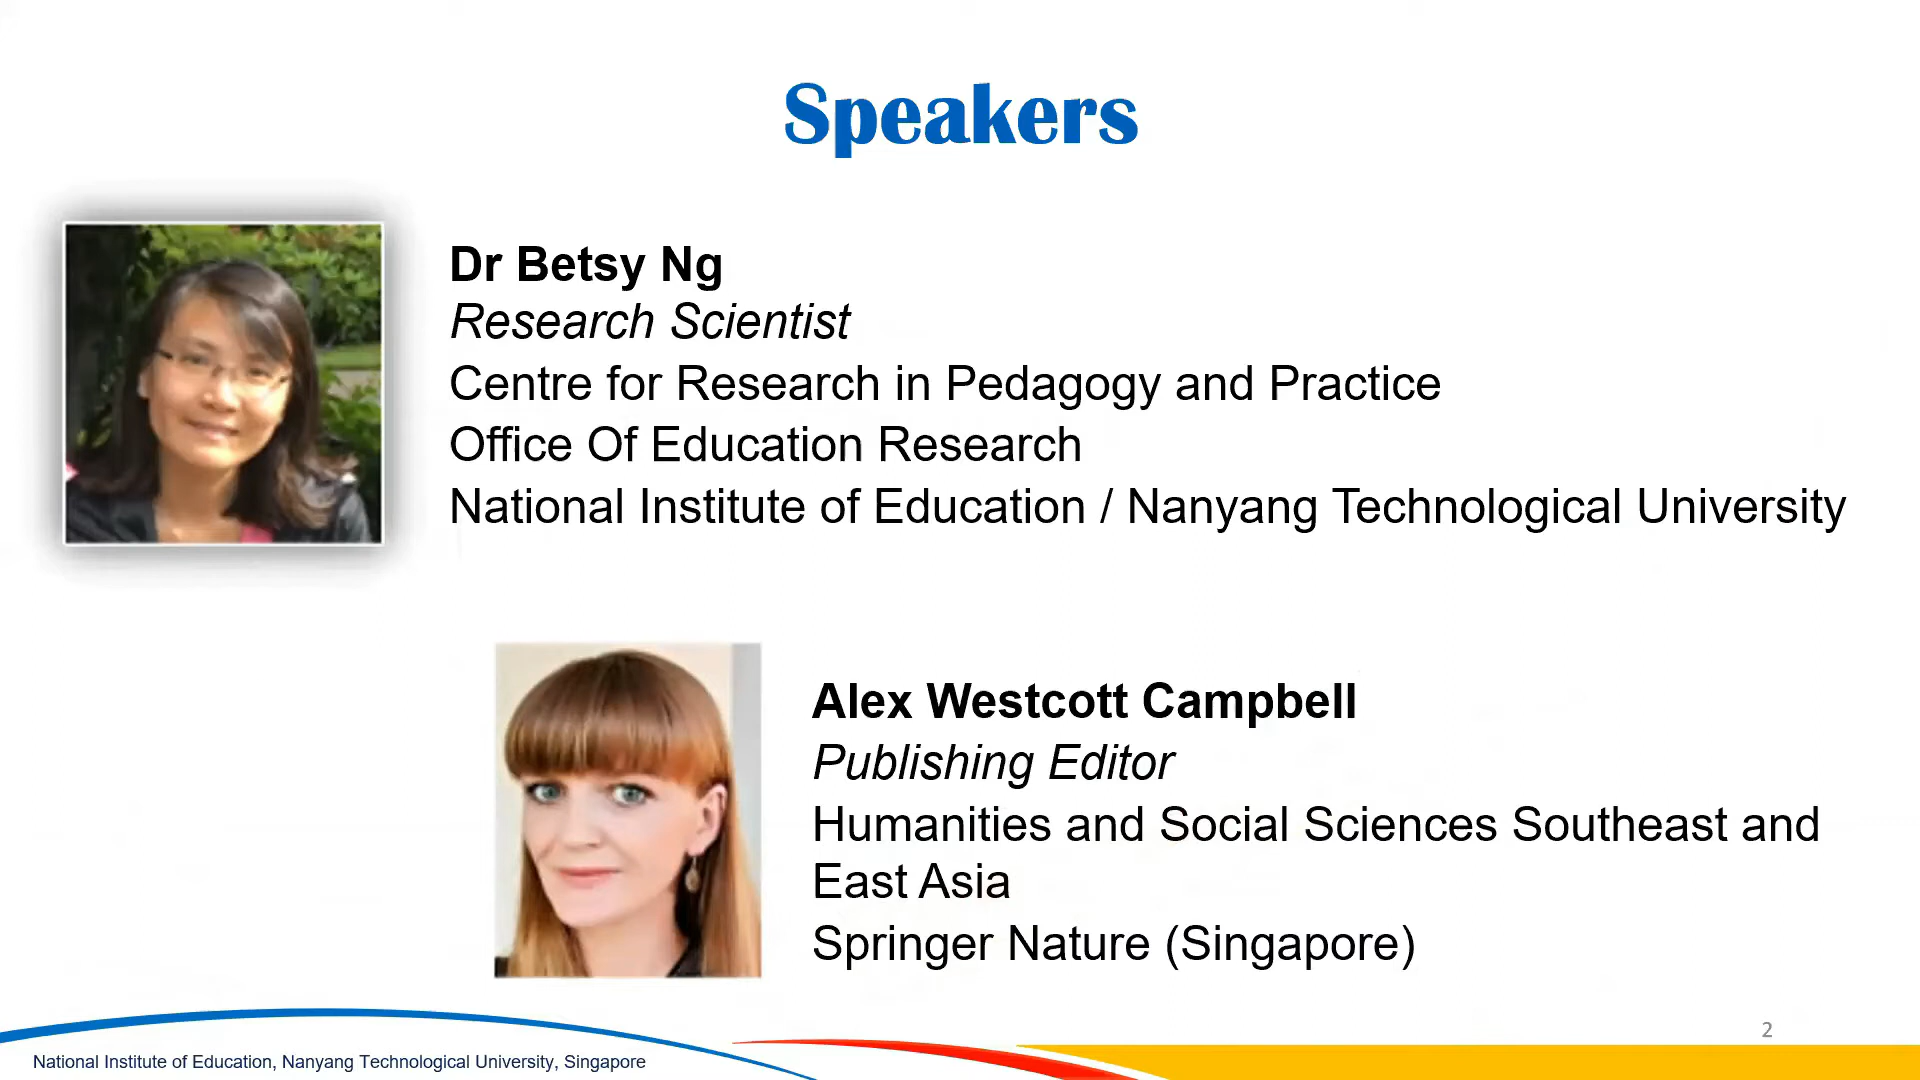 Speakers
Dr Betsy Ng
Research Scientist
Centre for Research in Pedagogy and Practice
Office Of Education Research
National Institute of Education / Nanyang Technological University
Alex Westcott Campbell
Publishing Editor
Humanities and Social Sciences Southeast and
East Asia
Springer Nature (Singapore)
2
National Institute of Education, Nanyang Technological University, Singapore